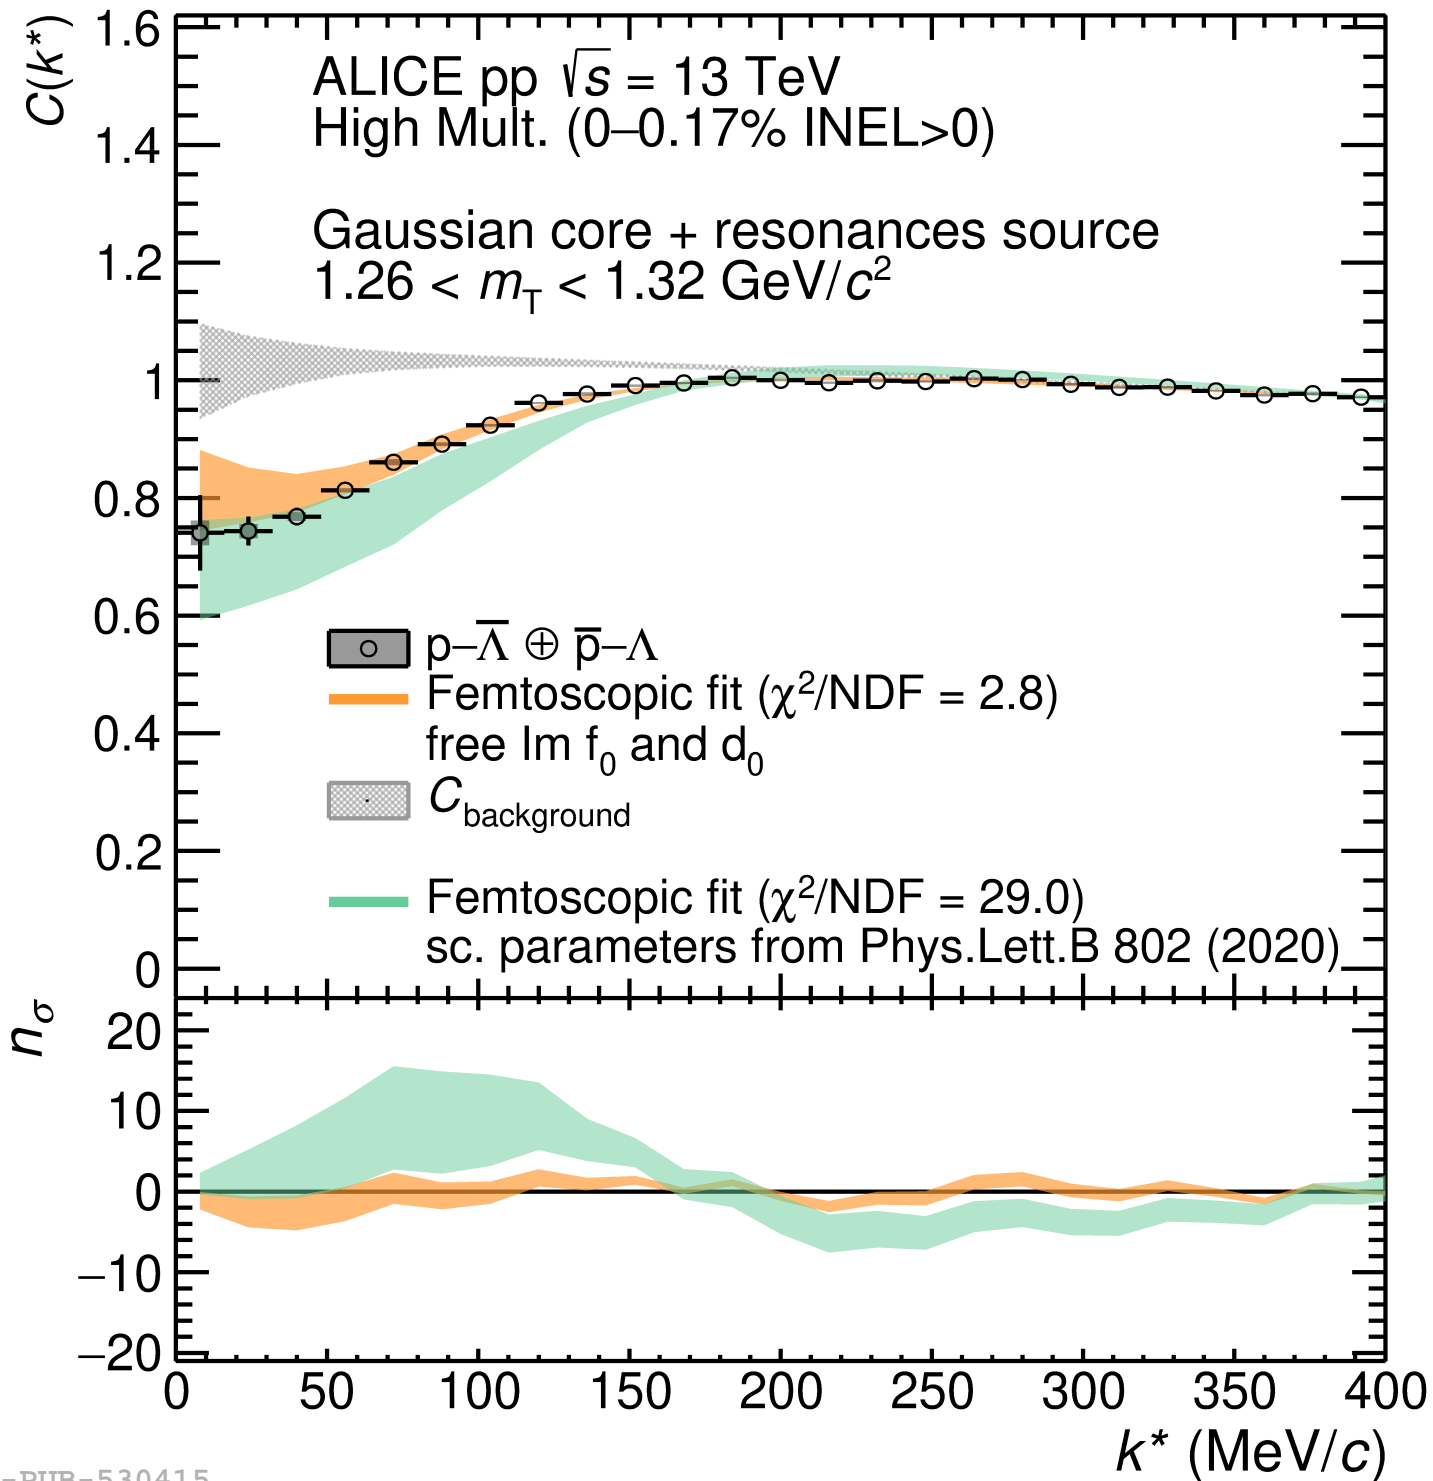 C(k*)
1.6
1.4
1.2
1
0.8
0.6
0.4
0.2
0
ALICE pp √s = 13 TeV
High Mult. (0–0.17% INEL>0)
Gaussian core + resonances source
1.26 < m_T < 1.32 GeV/c²
p–Λ̅ ⊕ p̅–Λ
Femtoscopic fit (χ²/NDF = 2.8)
free Im f₀ and d₀
C_background
Femtoscopic fit (χ²/NDF = 29.0)
sc. parameters from Phys.Lett.B 802 (2020)
n_σ
20
10
0
−10
−20
0 50 100 150 200 250 300 350 400
k* (MeV/c)
-PUB-530415